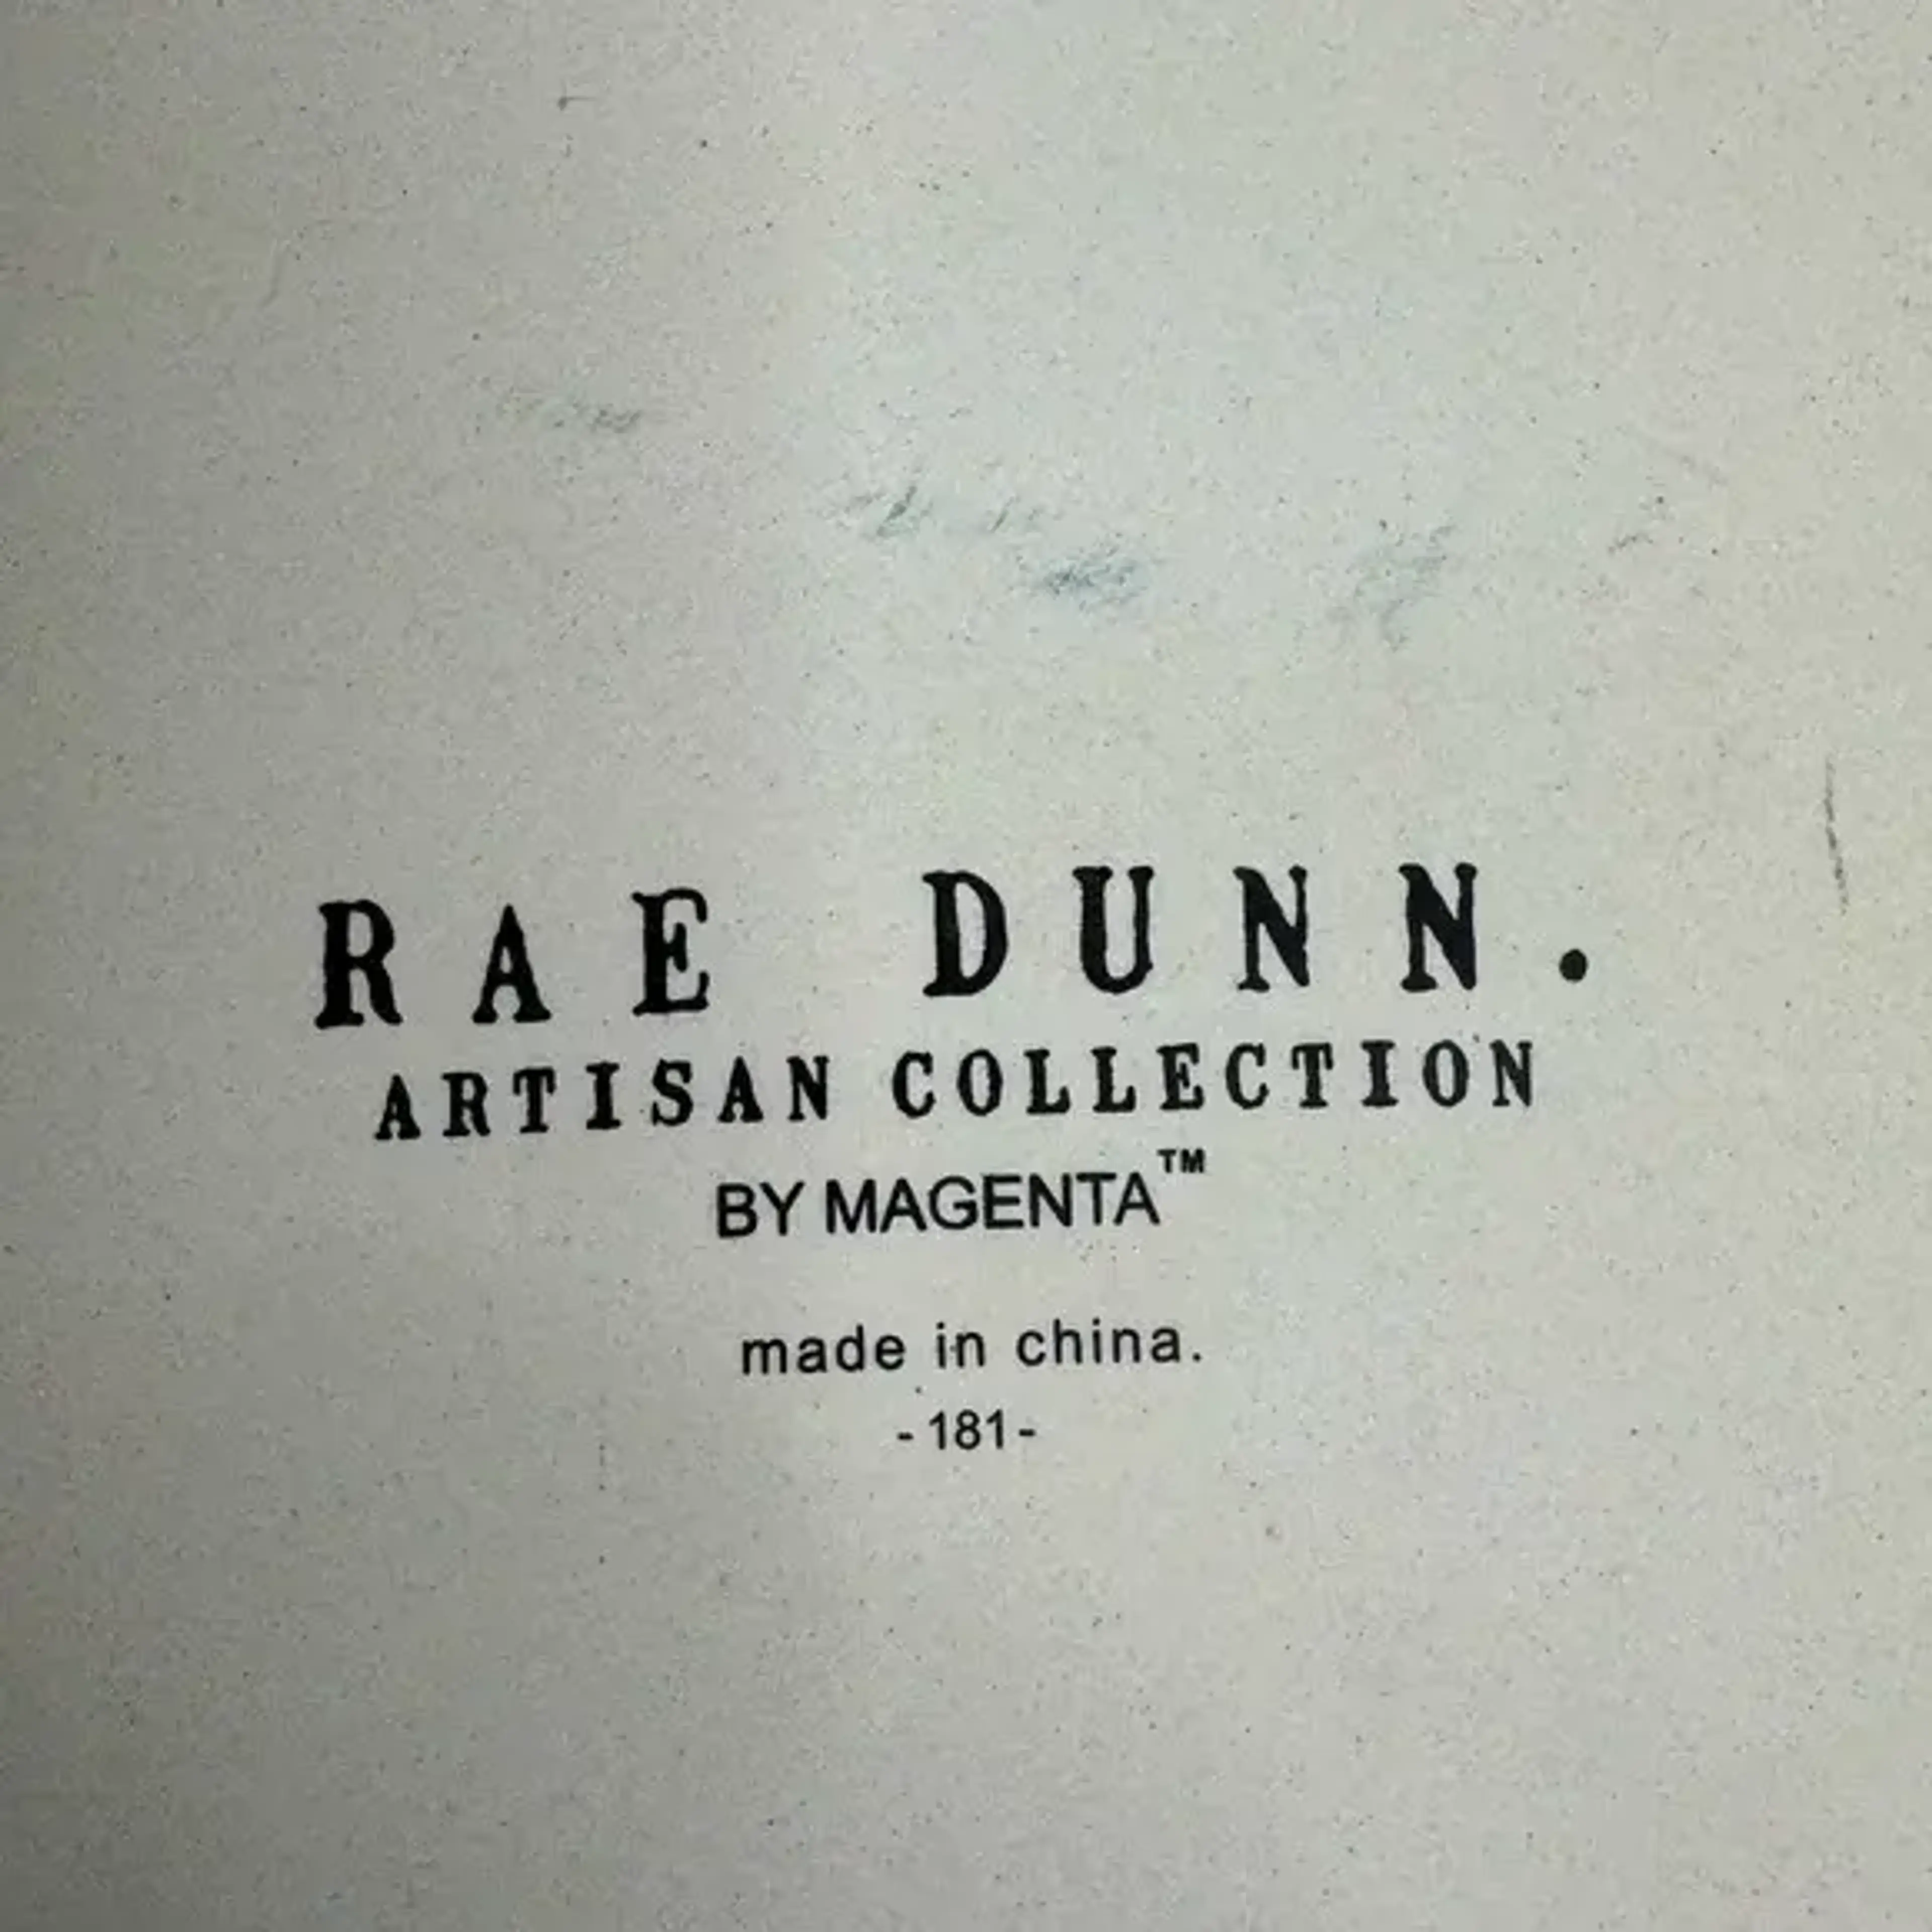 RAE DUNN.
ARTISAN COLLECTION
BY MAGENTA™
made in china.
-181-